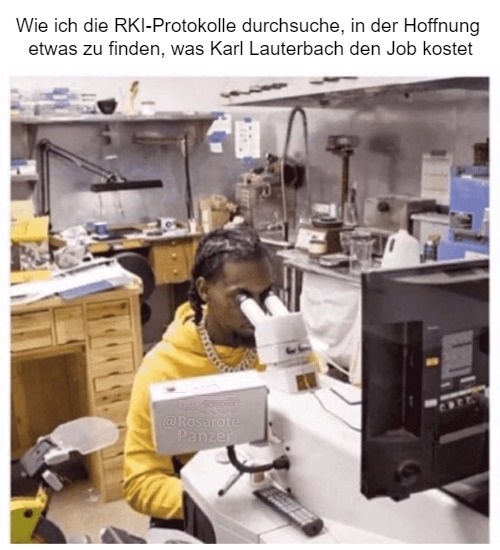 Wie ich die RKI-Protokolle durchsuche, in der Hoffnung
etwas zu finden, was Karl Lauterbach den Job kostet
@Rosarote
Panzer